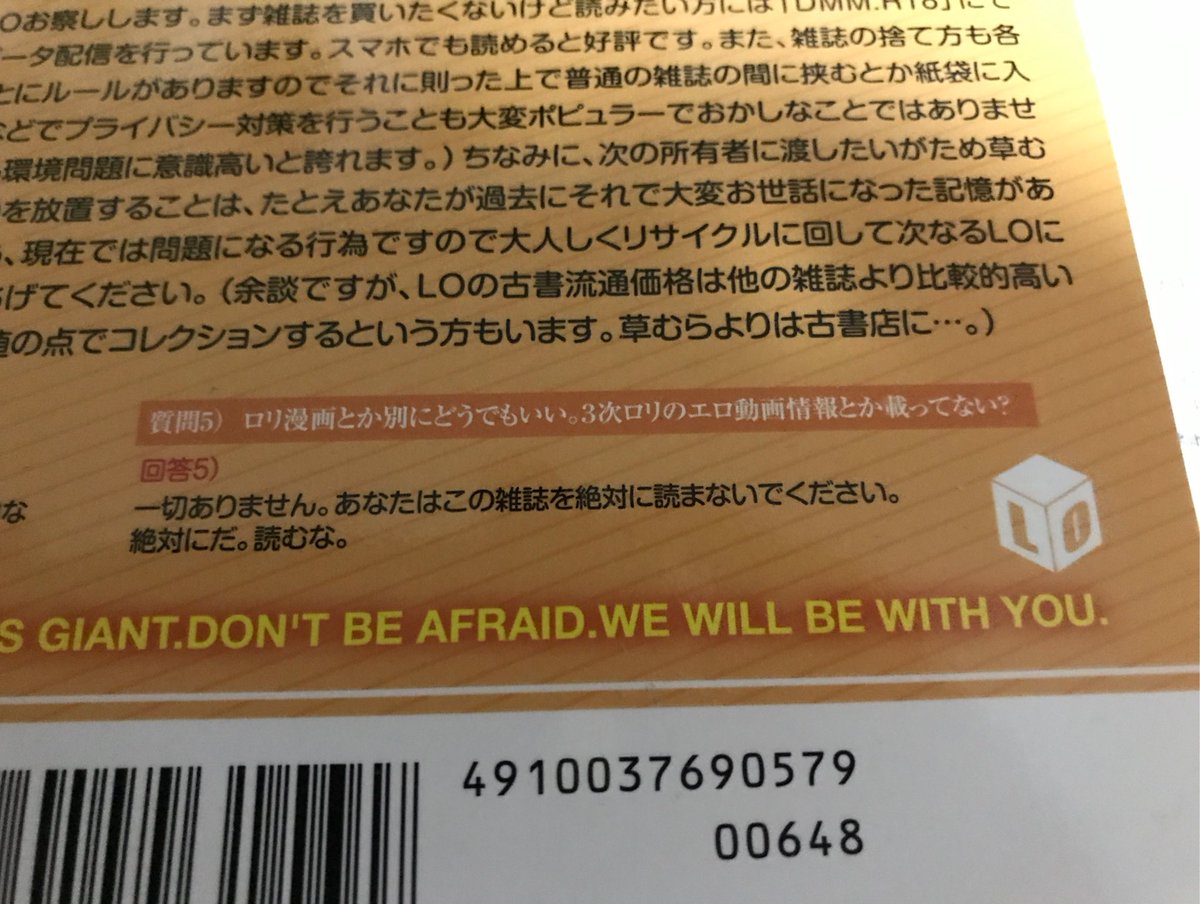 Oお察しします。まず雑誌を買いたくないけど読みたい方には「DMM.R18」にて
ータ配信を行っています。スマホでも読めると好評です。また、雑誌の捨て方も各
とにルールがありますのでそれに則った上で普通の雑誌の間に挟むとか紙袋に入
などでプライバシー対策を行うことも大変ポピュラーでおかしなことではありませ
環境問題に意識高いと誇れます。)ちなみに、次の所有者に渡したいがため草む
を放置することは、たとえあなたが過去にそれで大変お世話になった記憶があ
、現在では問題になる行為ですので大人しくリサイクルに回して次なるLOに
げてください。(余談ですが、LOの古書流通価格は他の雑誌より比較的高い
値の点でコレクションするという方もいます。草むらよりは古書店に…。)
質問5) ロリ漫画とか別にどうでもいい。3次ロリのエロ動画情報とか載ってない?
回答5)
一切ありません。あなたはこの雑誌を絶対に読まないでください。
絶対にだ。読むな。
な
LO
S GIANT.DON'T BE AFRAID.WE WILL BE WITH YOU.
4910037690579
00648